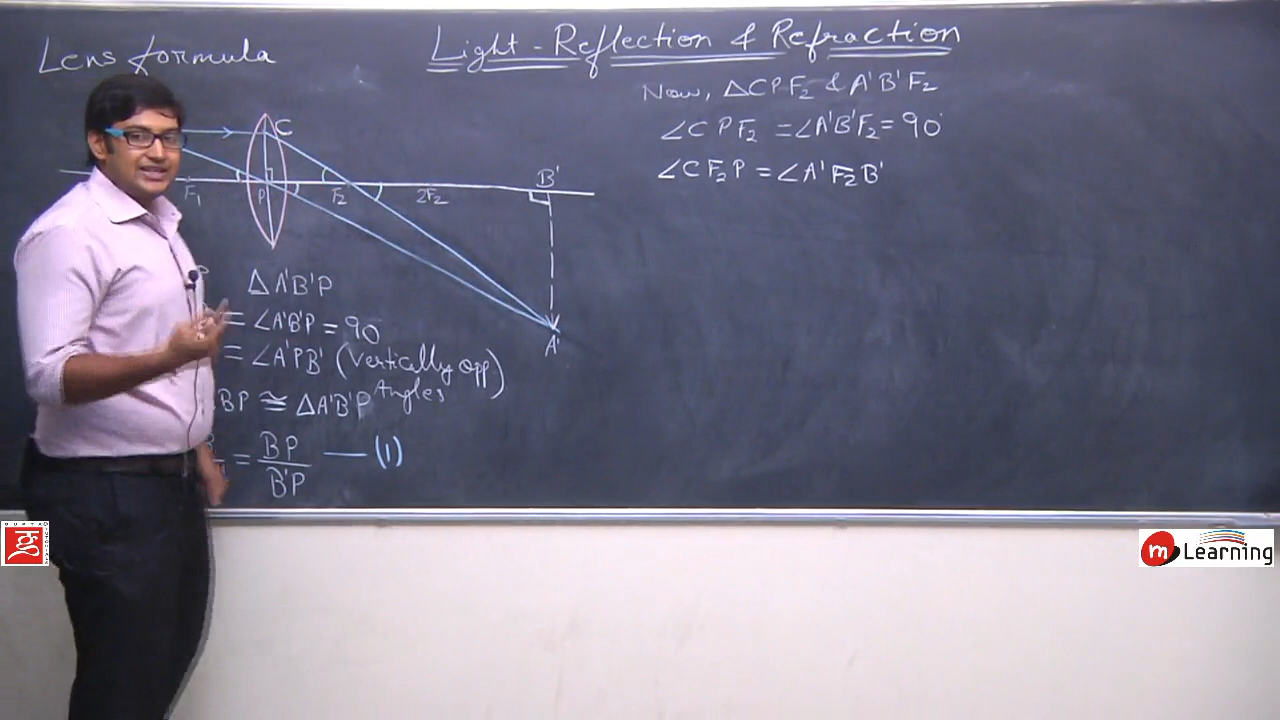 Lens formula
Light - Reflection & Refraction
C
F₁
P
F₂
2F₂
B'
A'
ΔA'B'P
= ∠A'B'P = 90
= ∠A'PB' (Vertically opp Angles)
BP ≅ ΔA'B'P
= BP/B'P — (1)
Now, ΔCPF₂ & A'B'F₂
∠CPF₂ = ∠A'B'F₂ = 90°
∠CF₂P = ∠A'F₂B'
m Learning